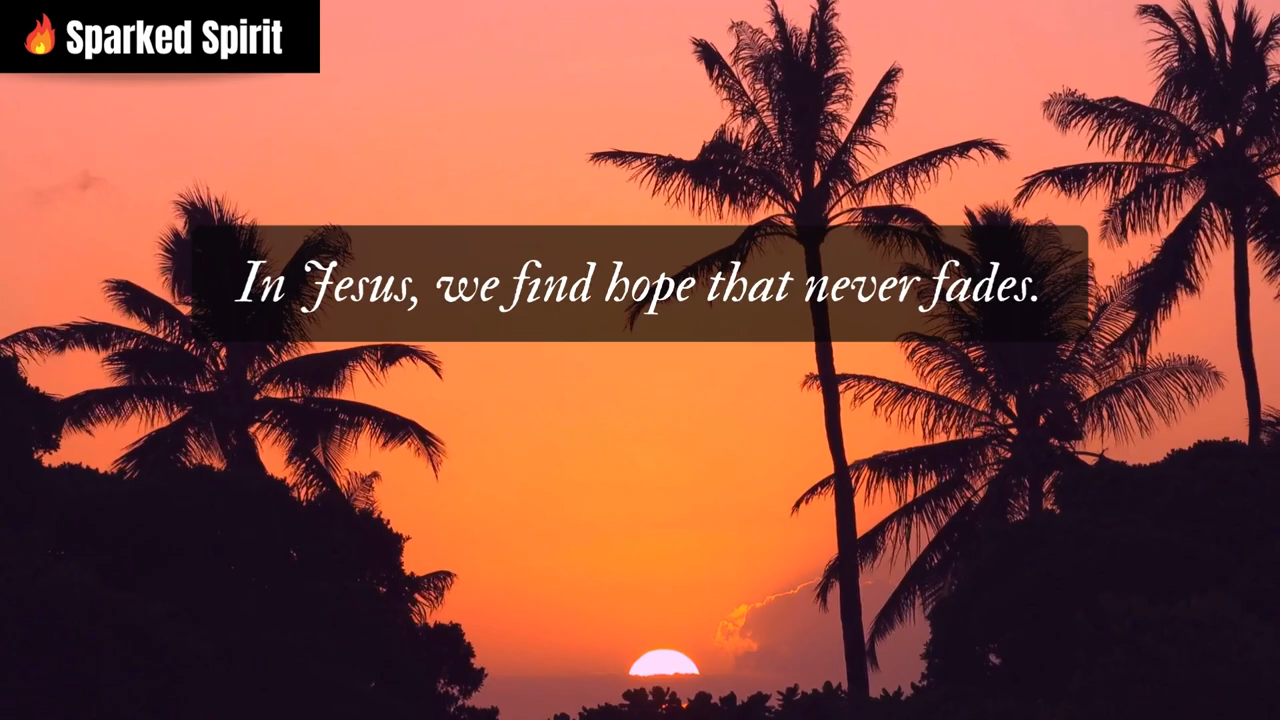 🔥 Sparked Spirit
In Jesus, we find hope that never fades.